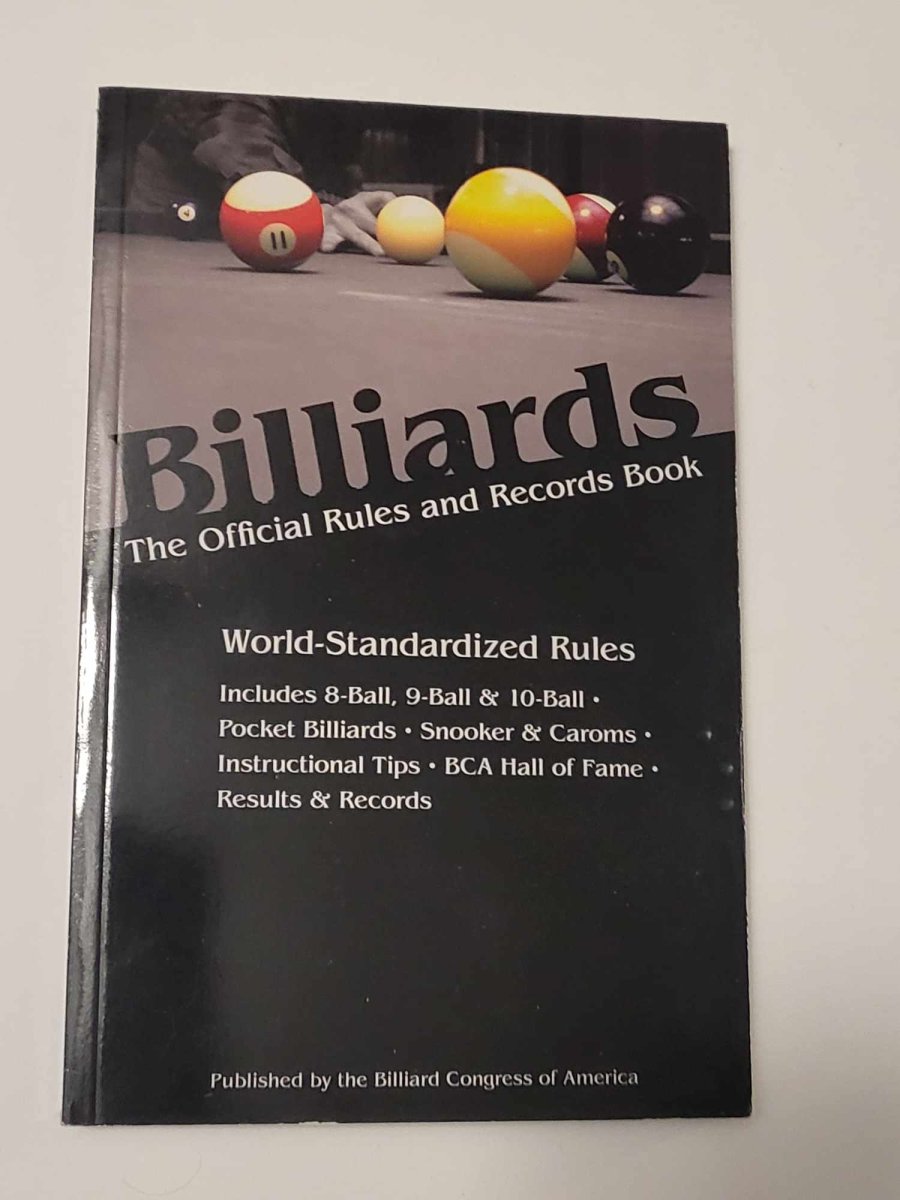 11
Billiards
The Official Rules and Records Book
World-Standardized Rules
Includes 8-Ball, 9-Ball & 10-Ball •
Pocket Billiards • Snooker & Caroms •
Instructional Tips • BCA Hall of Fame •
Results & Records
Published by the Billiard Congress of America